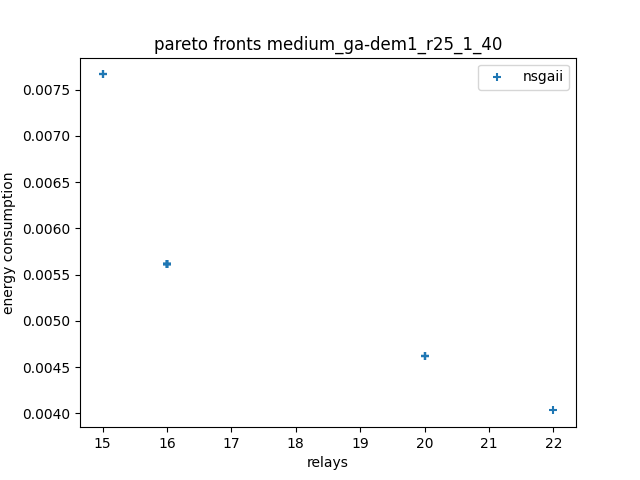 pareto fronts medium_ga-dem1_r25_1_40
nsgaii
0.0075
0.0070
0.0065
0.0060
0.0055
0.0050
0.0045
0.0040
energy consumption
15 16 17 18 19 20 21 22
relays